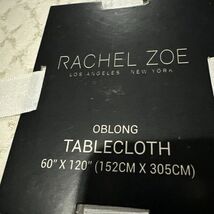 RACHEL ZOE
LOS ANGELES NEW YORK
OBLONG
TABLECLOTH
60" X 120" (152CM X 305CM)